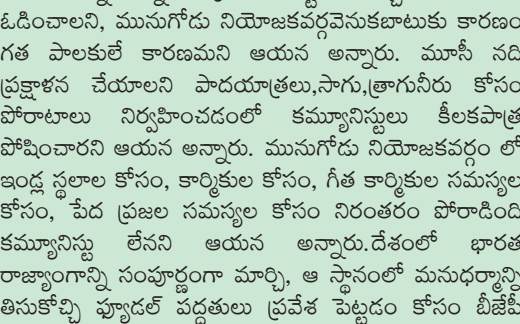 ఓడించాలని, మునుగోడు నియోజకవర్గవెనుకబాటుకు కారణం
గత పాలకులే కారణమని ఆయన అన్నారు. మూసీ నది
ప్రక్షాళన చేయాలని పాదయాత్రలు,సాగు,త్రాగునీరు కోసం
పోరాటాలు నిర్వహించడంలో కమ్యూనిస్టులు కీలకపాత్ర
పోషించారని ఆయన అన్నారు. మునుగోడు నియోజకవర్గం లో
ఇండ్ల స్థలాల కోసం, కార్మికుల కోసం, గీత కార్మికుల సమస్యల
కోసం, పేద ప్రజల సమస్యల కోసం నిరంతరం పోరాడింది
కమ్యూనిస్టు లేనని ఆయన అన్నారు.దేశంలో భారత
రాజ్యాంగాన్ని సంపూర్ణంగా మార్చి, ఆ స్థానంలో మనుధర్మాన్ని
తిసుకోచ్చి ఫ్యూడల్ పద్దతులు ప్రవేశ పెట్టడం కోసం బీజేపీ